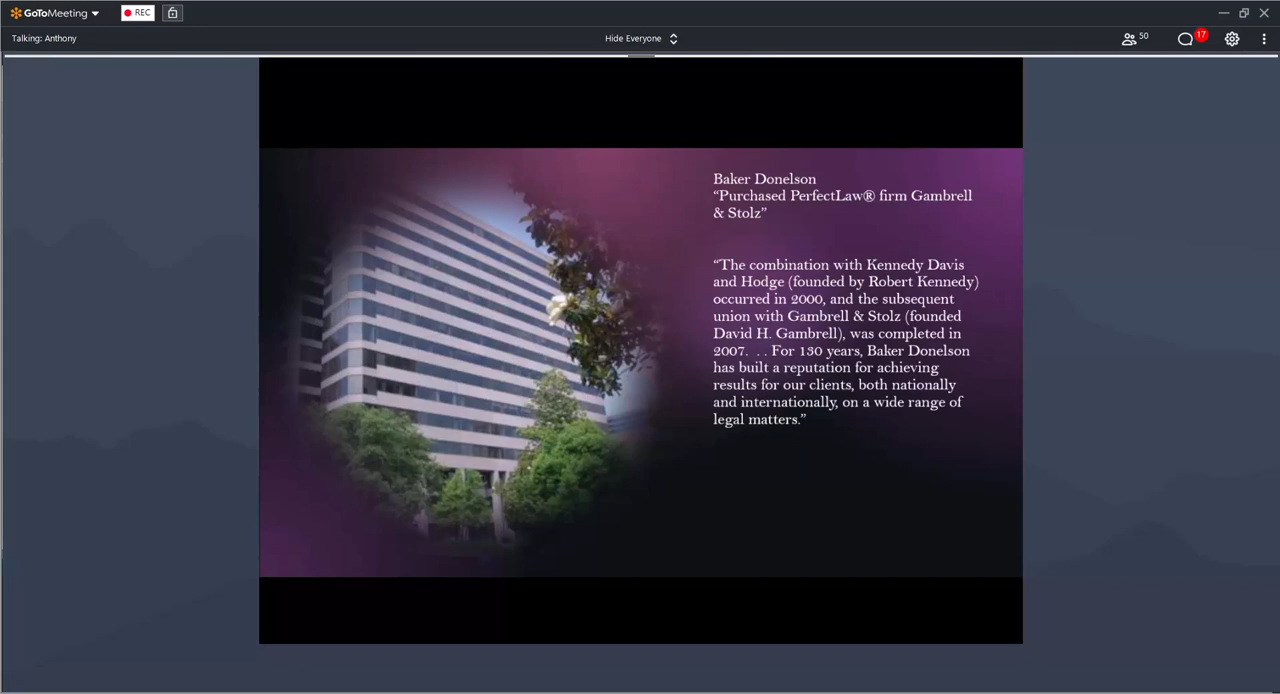 GoToMeeting
REC
Talking: Anthony
Hide Everyone
50
17
Baker Donelson
“Purchased PerfectLaw® firm Gambrell
& Stolz”
“The combination with Kennedy Davis
and Hodge (founded by Robert Kennedy)
occurred in 2000, and the subsequent
union with Gambrell & Stolz (founded
David H. Gambrell), was completed in
2007. . . For 130 years, Baker Donelson
has built a reputation for achieving
results for our clients, both nationally
and internationally, on a wide range of
legal matters.”